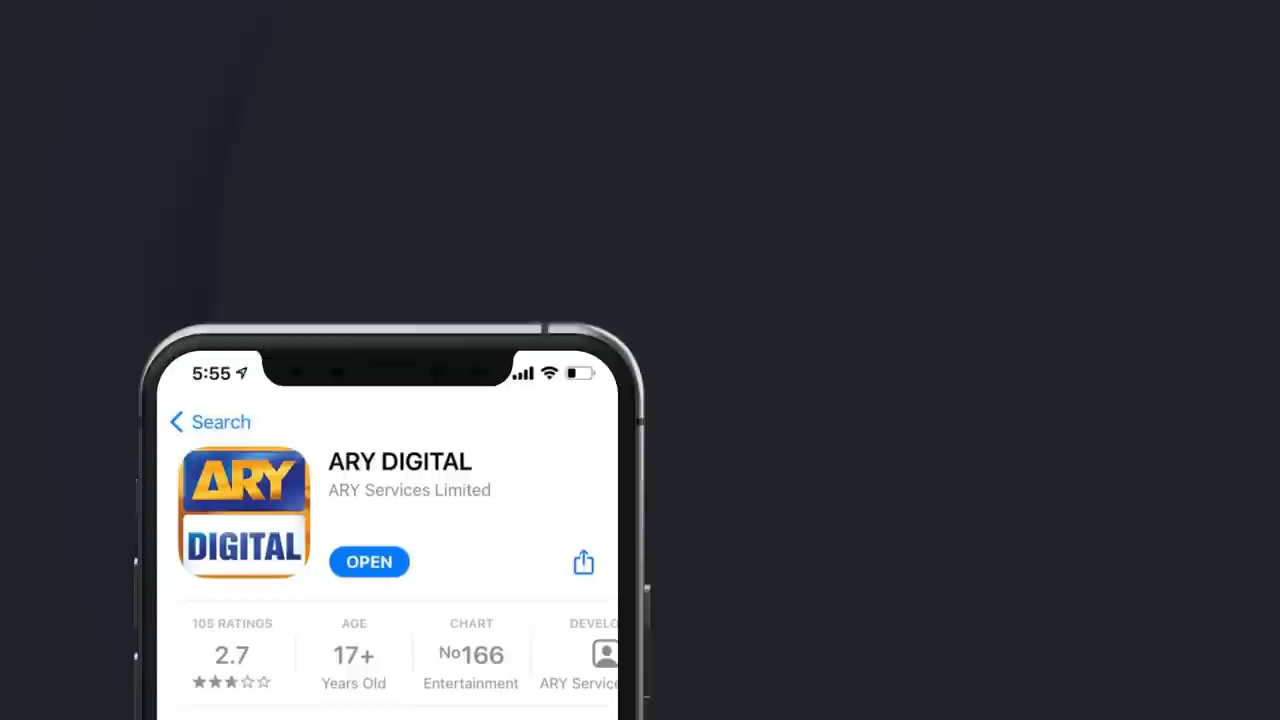 5:55
Search
ARY
DIGITAL
ARY DIGITAL
ARY Services Limited
OPEN
105 RATINGS
2.7
AGE
17+
Years Old
CHART
No166
Entertainment
DEVELO
ARY Service